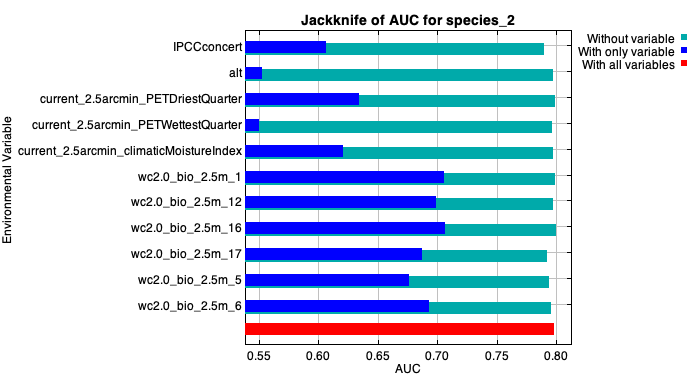 Jackknife of AUC for species_2
Without variable
With only variable
With all variables
Environmental Variable
IPCCconcert
alt
current_2.5arcmin_PETDriestQuarter
current_2.5arcmin_PETWettestQuarter
current_2.5arcmin_climaticMoistureIndex
wc2.0_bio_2.5m_1
wc2.0_bio_2.5m_12
wc2.0_bio_2.5m_16
wc2.0_bio_2.5m_17
wc2.0_bio_2.5m_5
wc2.0_bio_2.5m_6
0.55 0.60 0.65 0.70 0.75 0.80
AUC